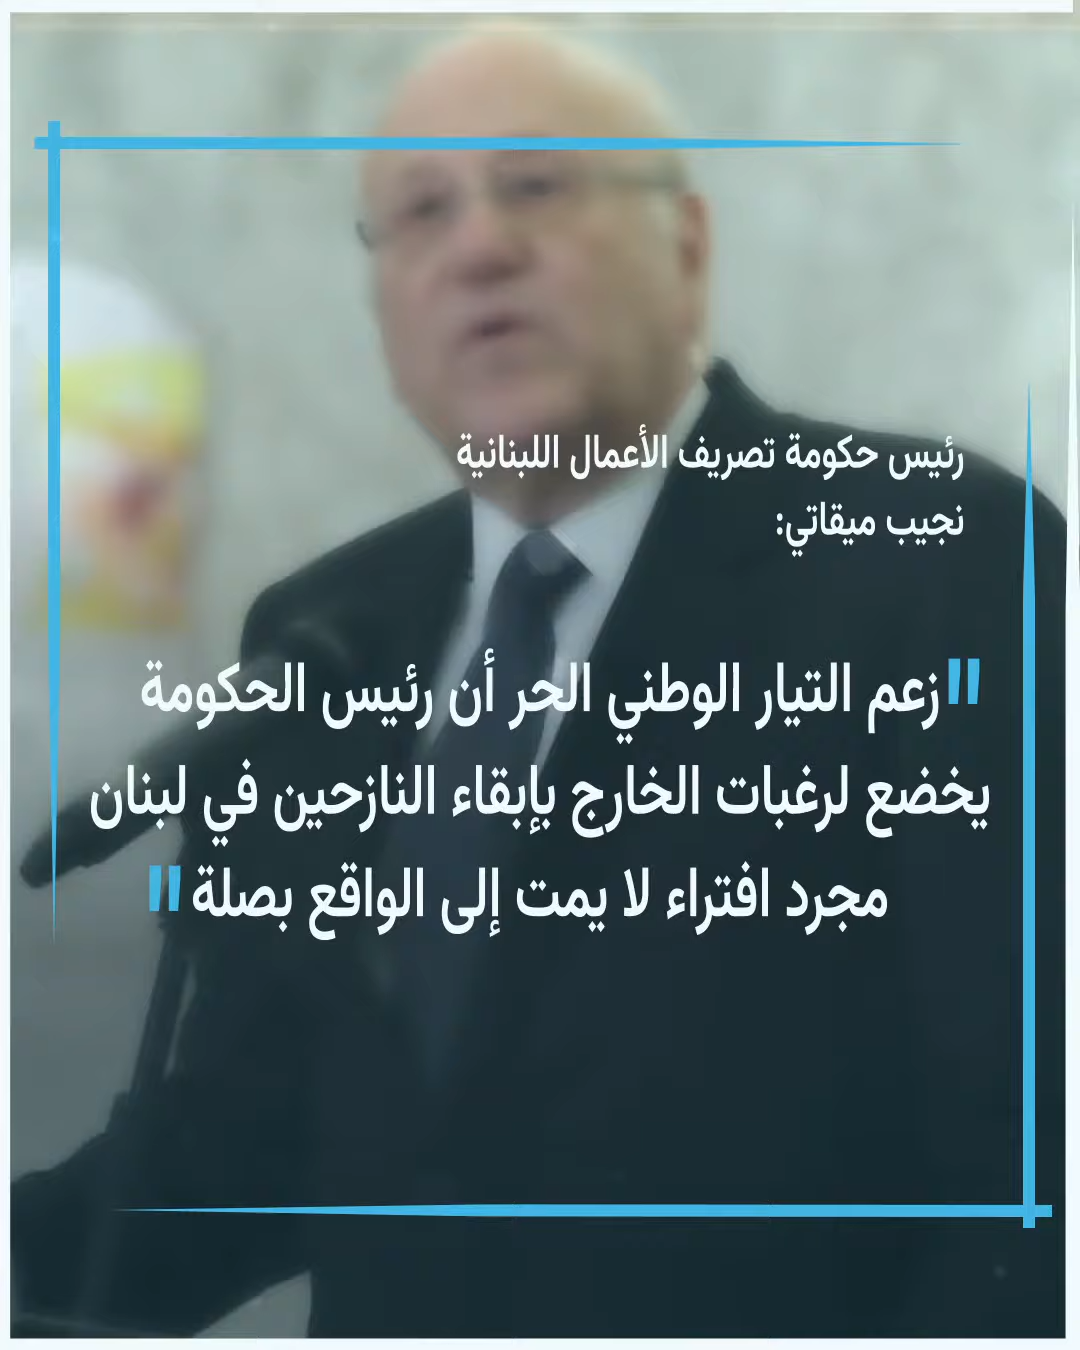 رئيس حكومة تصريف الأعمال اللبنانية
نجيب ميقاتي:
"زعم التيار الوطني الحر أن رئيس الحكومة
يخضع لرغبات الخارج بإبقاء النازحين في لبنان
مجرد افتراء لا يمت إلى الواقع بصلة"